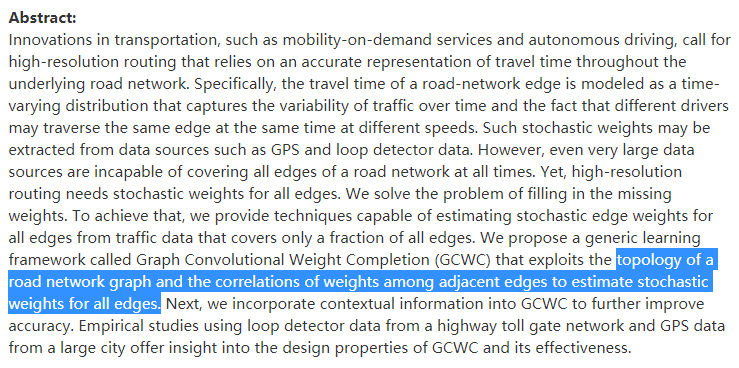 Abstract:
Innovations in transportation, such as mobility-on-demand services and autonomous driving, call for
high-resolution routing that relies on an accurate representation of travel time throughout the
underlying road network. Specifically, the travel time of a road-network edge is modeled as a time-
varying distribution that captures the variability of traffic over time and the fact that different drivers
may traverse the same edge at the same time at different speeds. Such stochastic weights may be
extracted from data sources such as GPS and loop detector data. However, even very large data
sources are incapable of covering all edges of a road network at all times. Yet, high-resolution
routing needs stochastic weights for all edges. We solve the problem of filling in the missing
weights. To achieve that, we provide techniques capable of estimating stochastic edge weights for
all edges from traffic data that covers only a fraction of all edges. We propose a generic learning
framework called Graph Convolutional Weight Completion (GCWC) that exploits the topology of a
road network graph and the correlations of weights among adjacent edges to estimate stochastic
weights for all edges. Next, we incorporate contextual information into GCWC to further improve
accuracy. Empirical studies using loop detector data from a highway toll gate network and GPS data
from a large city offer insight into the design properties of GCWC and its effectiveness.